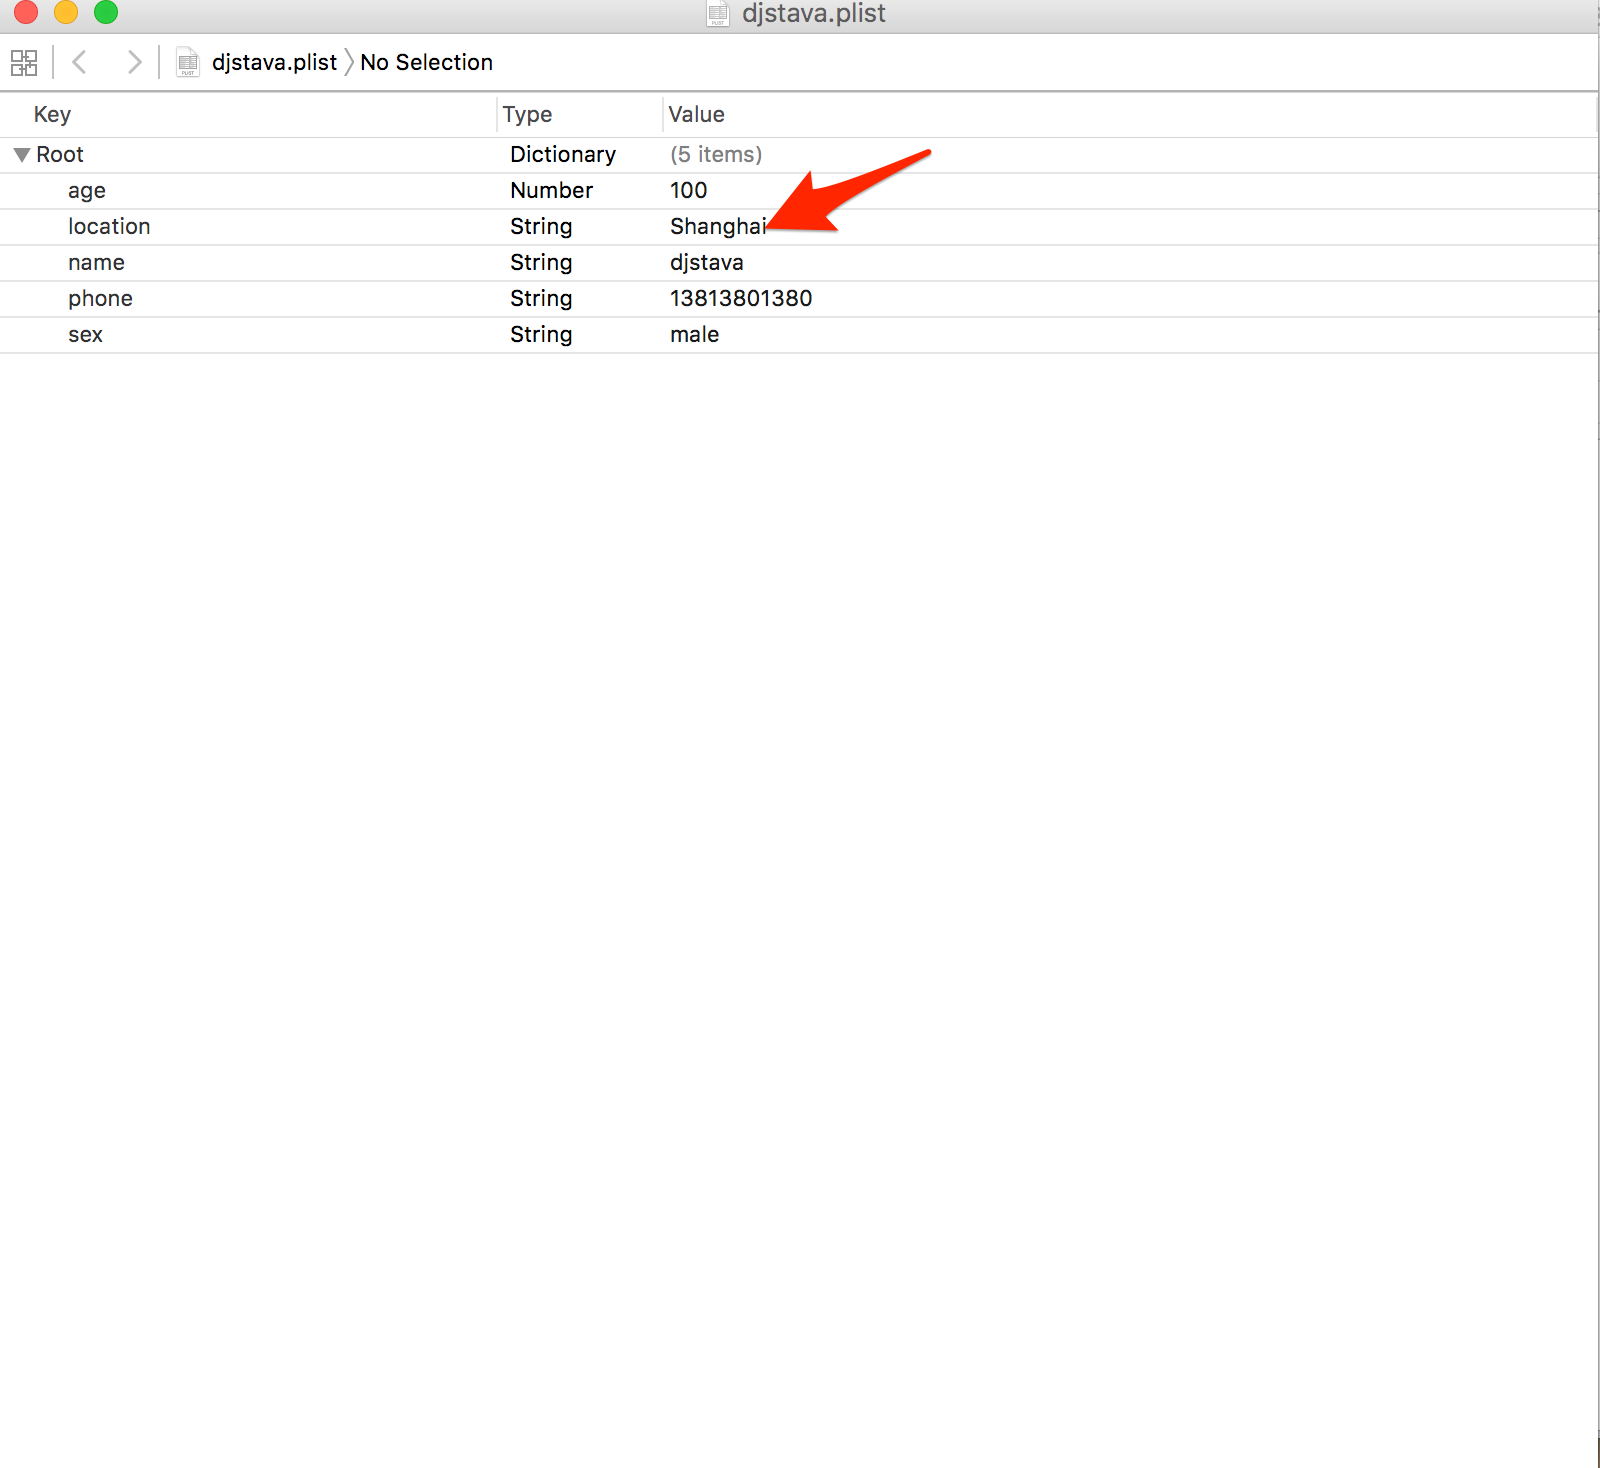 djstava.plist
djstava.plist No Selection
Key Type Value
Root Dictionary (5 items)
age Number 100
location String Shanghai
name String djstava
phone String 13813801380
sex String male